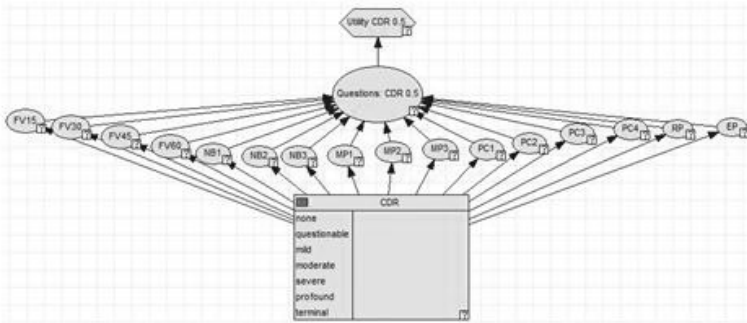 Utility CDR 0.5
Questions: CDR 0.5
FV15
FV30
FV45
FV60
NB1
NB2
NB3
MP1
MP2
MP3
PC1
PC2
PC3
PC4
RP
EP
CDR
none
questionable
mild
moderate
severe
profound
terminal